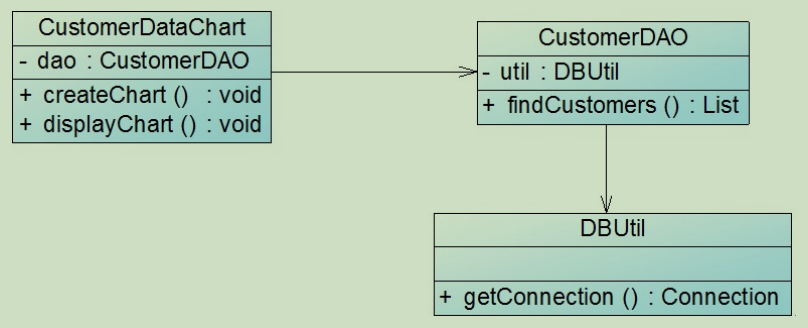 CustomerDataChart
- dao : CustomerDAO
+ createChart () : void
+ displayChart () : void
CustomerDAO
- util : DBUtil
+ findCustomers () : List
DBUtil
+ getConnection () : Connection